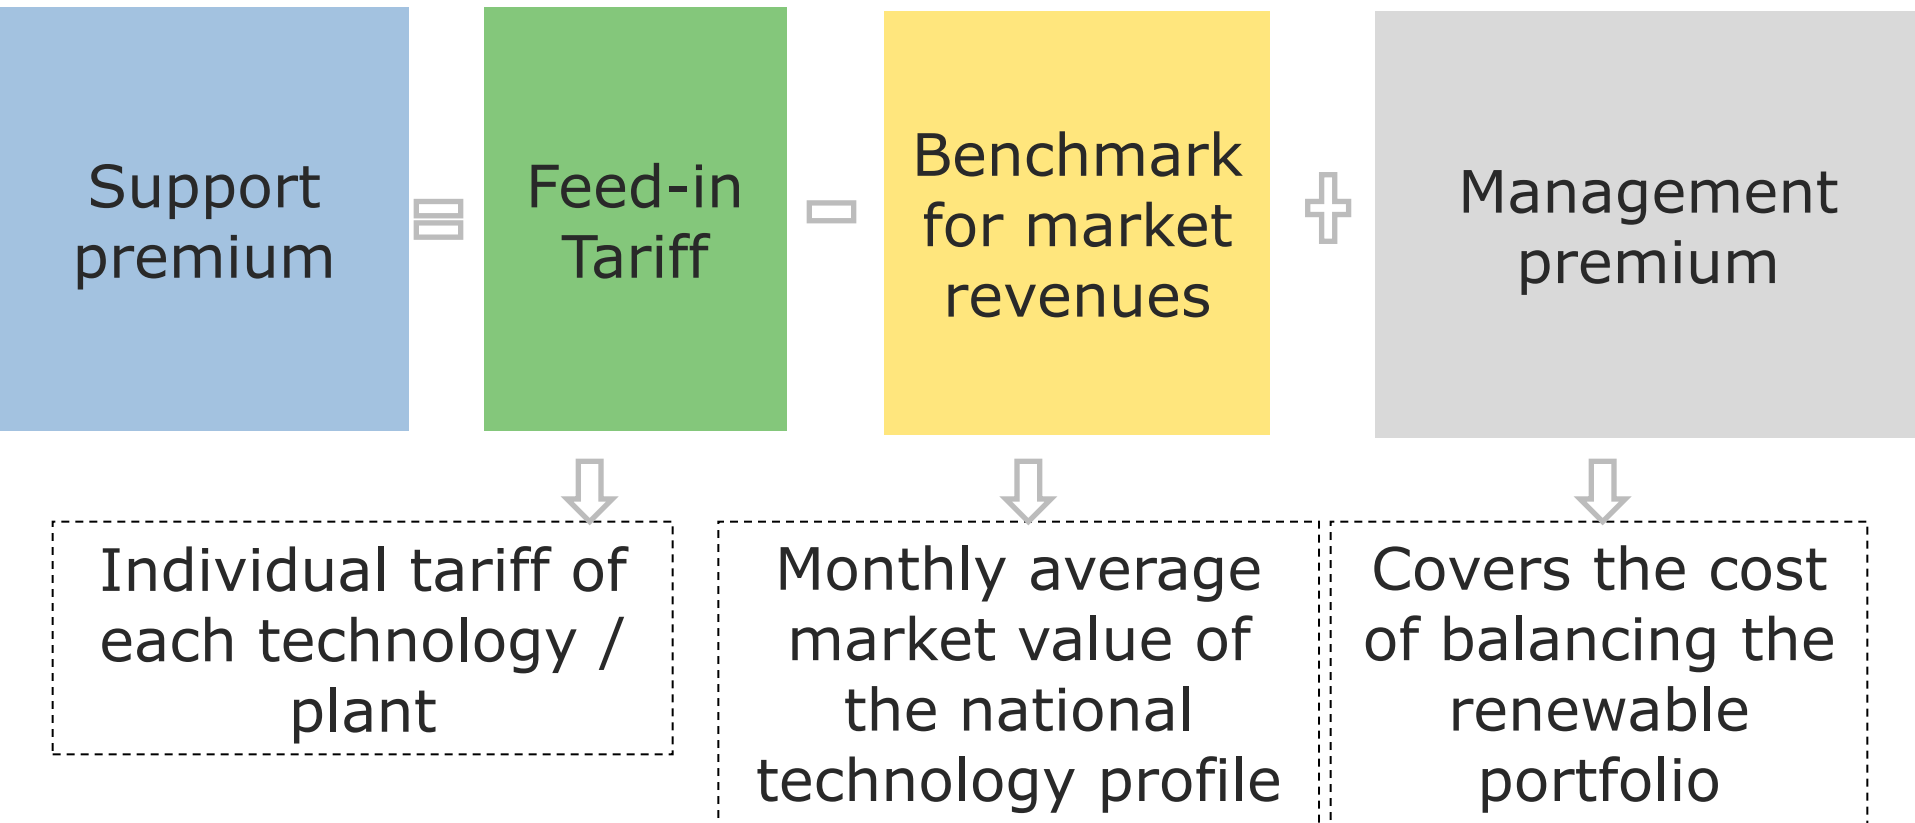 Support
premium
Feed-in
Tariff
Benchmark
for market
revenues
Management
premium
Individual tariff of
each technology /
plant
Monthly average
market value of
the national
technology profile
Covers the cost
of balancing the
renewable
portfolio